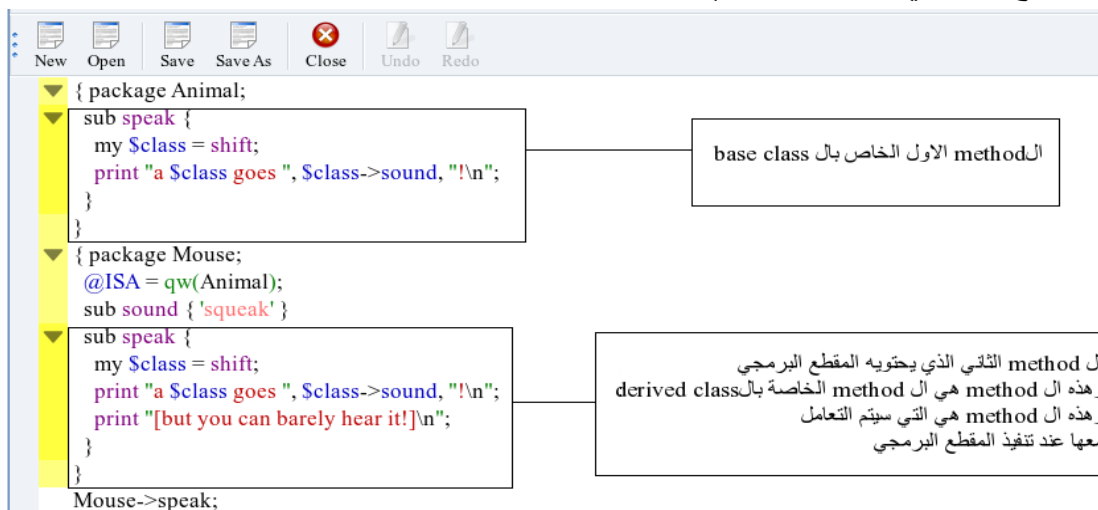 New Open Save Save As Close Undo Redo
{ package Animal;
sub speak {
my $class = shift;
print "a $class goes ", $class->sound, "!\n";
}
}
{ package Mouse;
@ISA = qw(Animal);
sub sound { 'squeak' }
sub speak {
my $class = shift;
print "a $class goes ", $class->sound, "!\n";
print "[but you can barely hear it!]\n";
}
}
Mouse->speak;
الmethod الاول الخاص بال base class
ل method الثاني الذي يحتويه المقطع البرمجي
هذه ال method هي ال method الخاصة بالderived class
هذه ال method هي التي سيتم التعامل
معها عند تنفيذ المقطع البرمجي